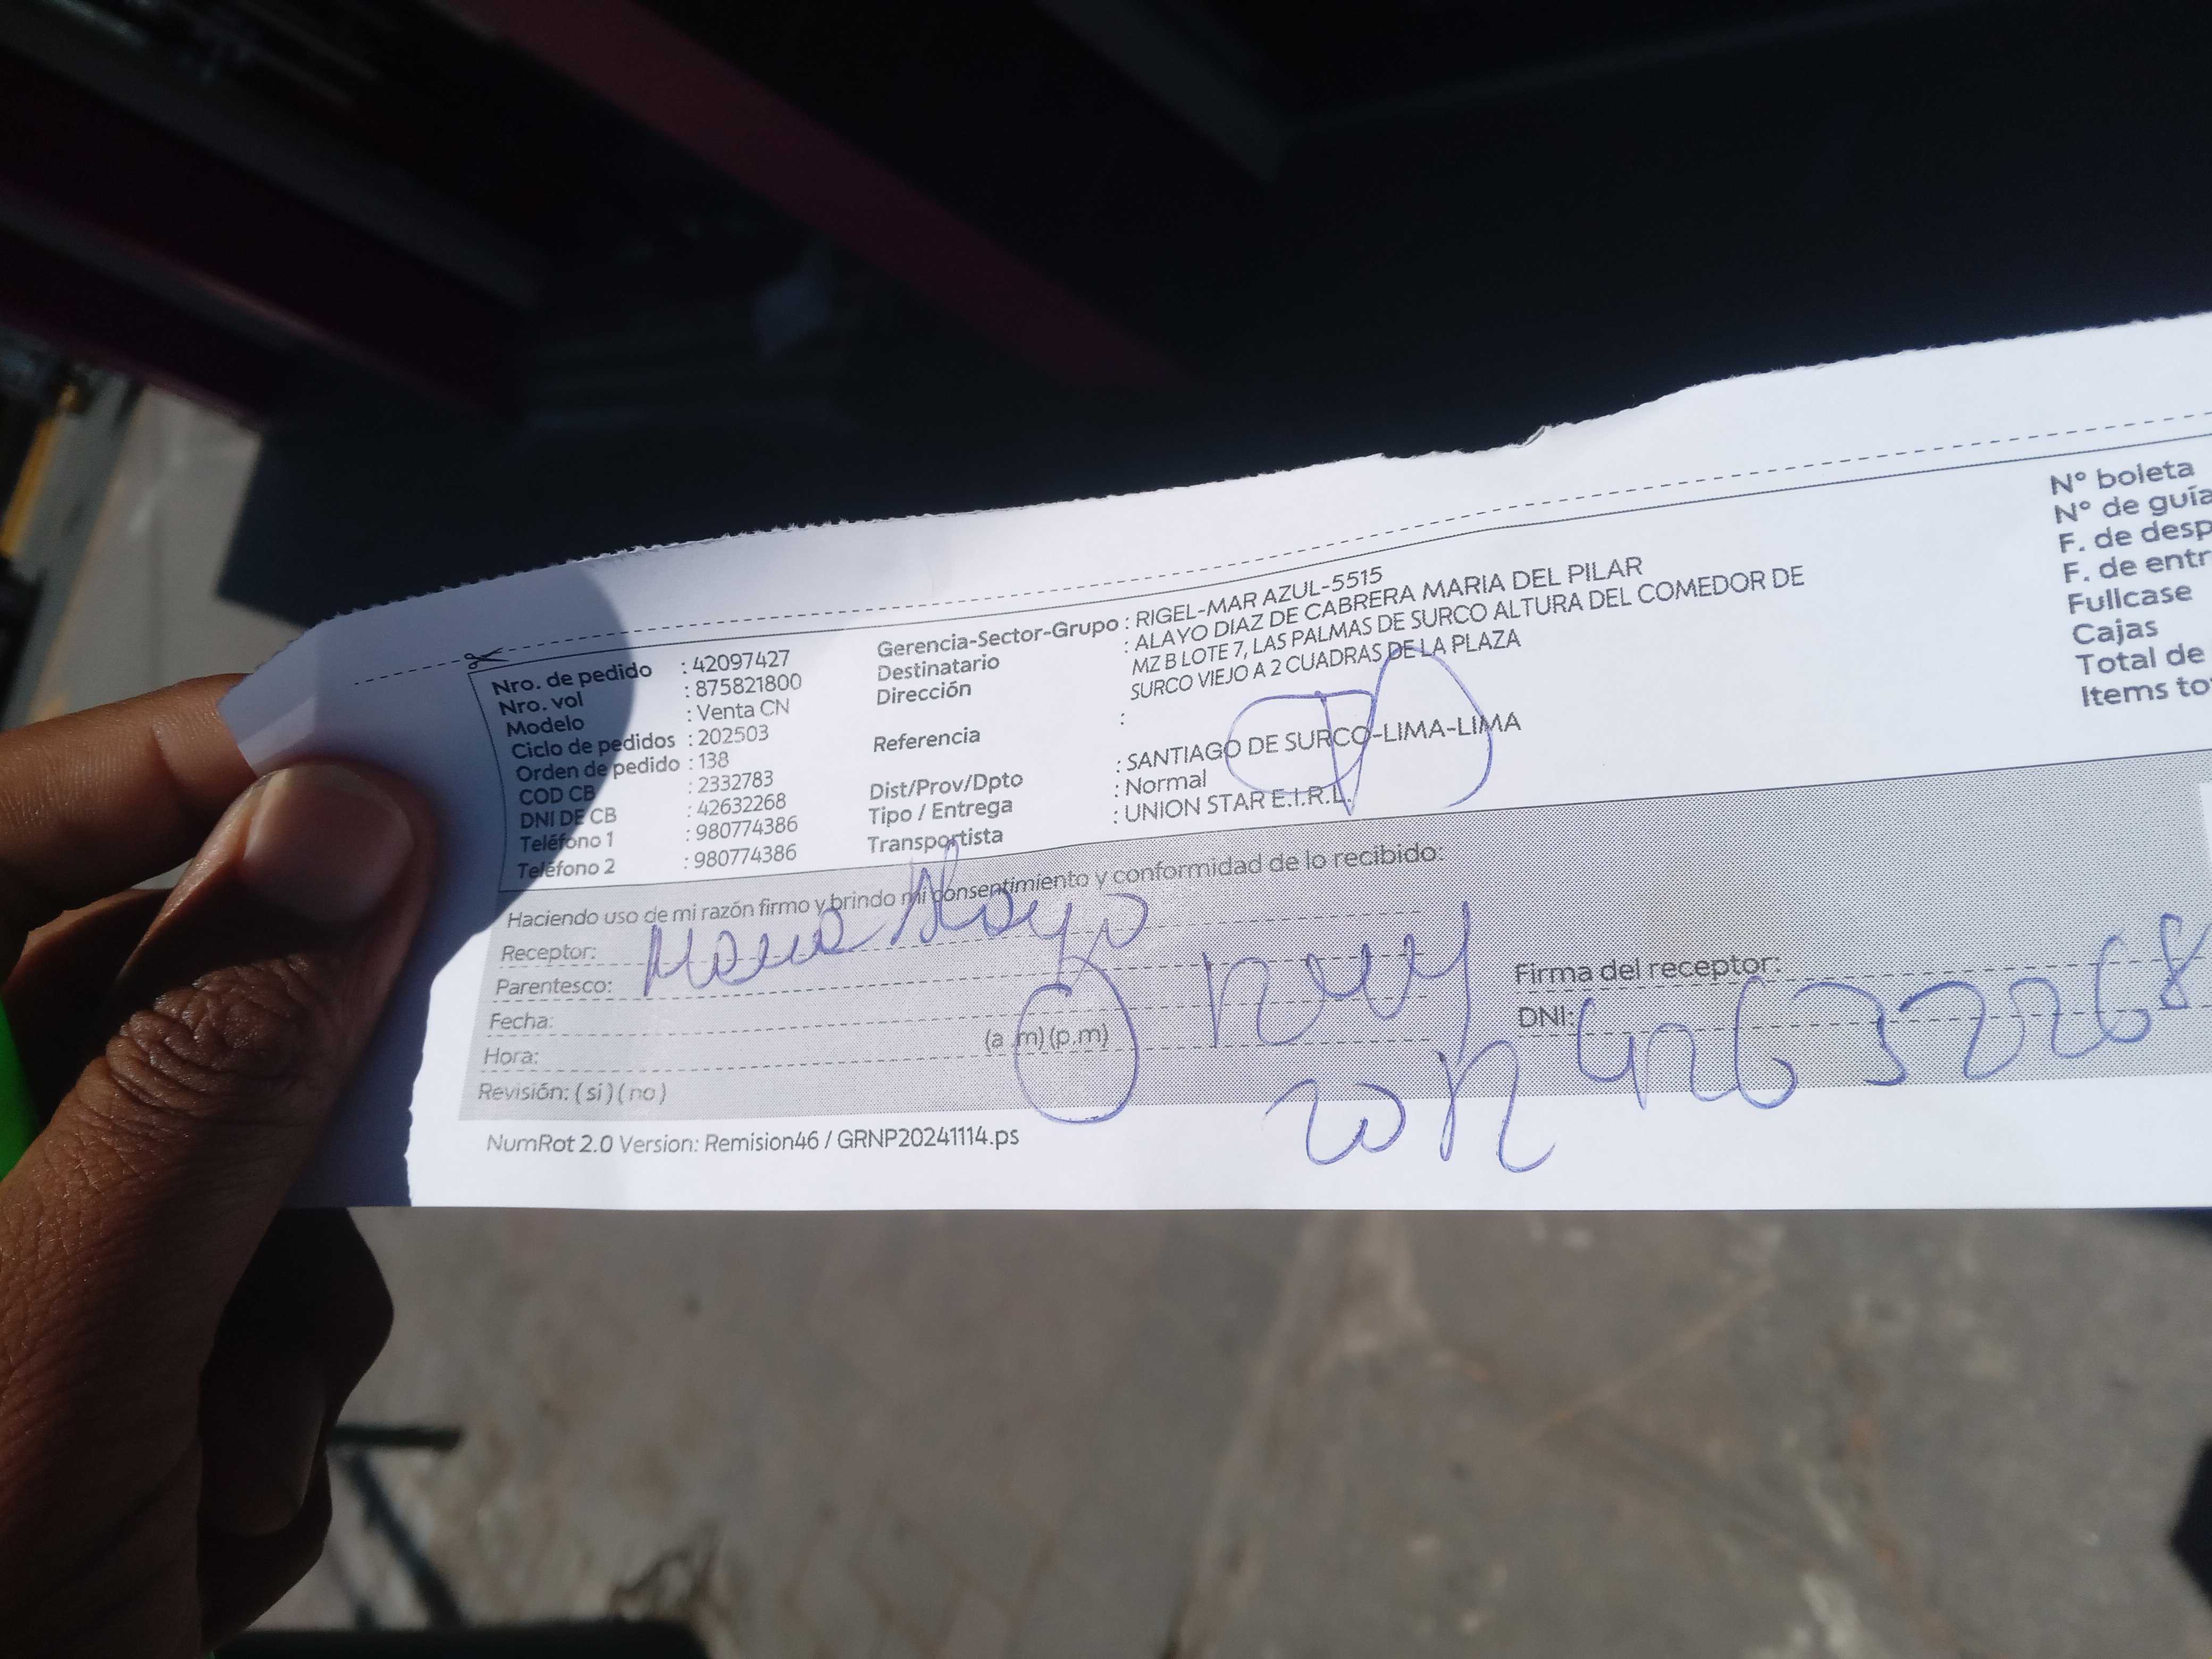 Nro. de pedido : 42097427
Nro. vol : 875821800
Modelo : Venta CN
Ciclo de pedidos : 202503
Orden de pedido : 138
COD CB : 2332783
DNI DE CB : 42632268
Teléfono 1 : 980774386
Teléfono 2 : 980774386
Gerencia-Sector-Grupo : RIGEL-MAR AZUL-5515
Destinatario : ALAYO DIAZ DE CABRERA MARIA DEL PILAR
Dirección MZ B LOTE 7, LAS PALMAS DE SURCO ALTURA DEL COMEDOR DE
SURCO VIEJO A 2 CUADRAS DE LA PLAZA
Referencia :
Dist/Prov/Dpto : SANTIAGO DE SURCO-LIMA-LIMA
Tipo / Entrega : Normal
Transportista : UNION STAR E.I.R.L.
N° boleta
N° de guía
F. de desp
F. de entr
Fullcase
Cajas
Total de
Items to
Haciendo uso de mi razón firmo y brindo mi consentimiento y conformidad de lo recibido:
Receptor: Maria Alayo
Parentesco:
Fecha:
Hora: (a .m) (p.m)
Revisión: ( si ) ( no )
Firma del receptor:
DNI: 42632268
NumRot 2.0 Version: Remision46 / GRNP20241114.ps